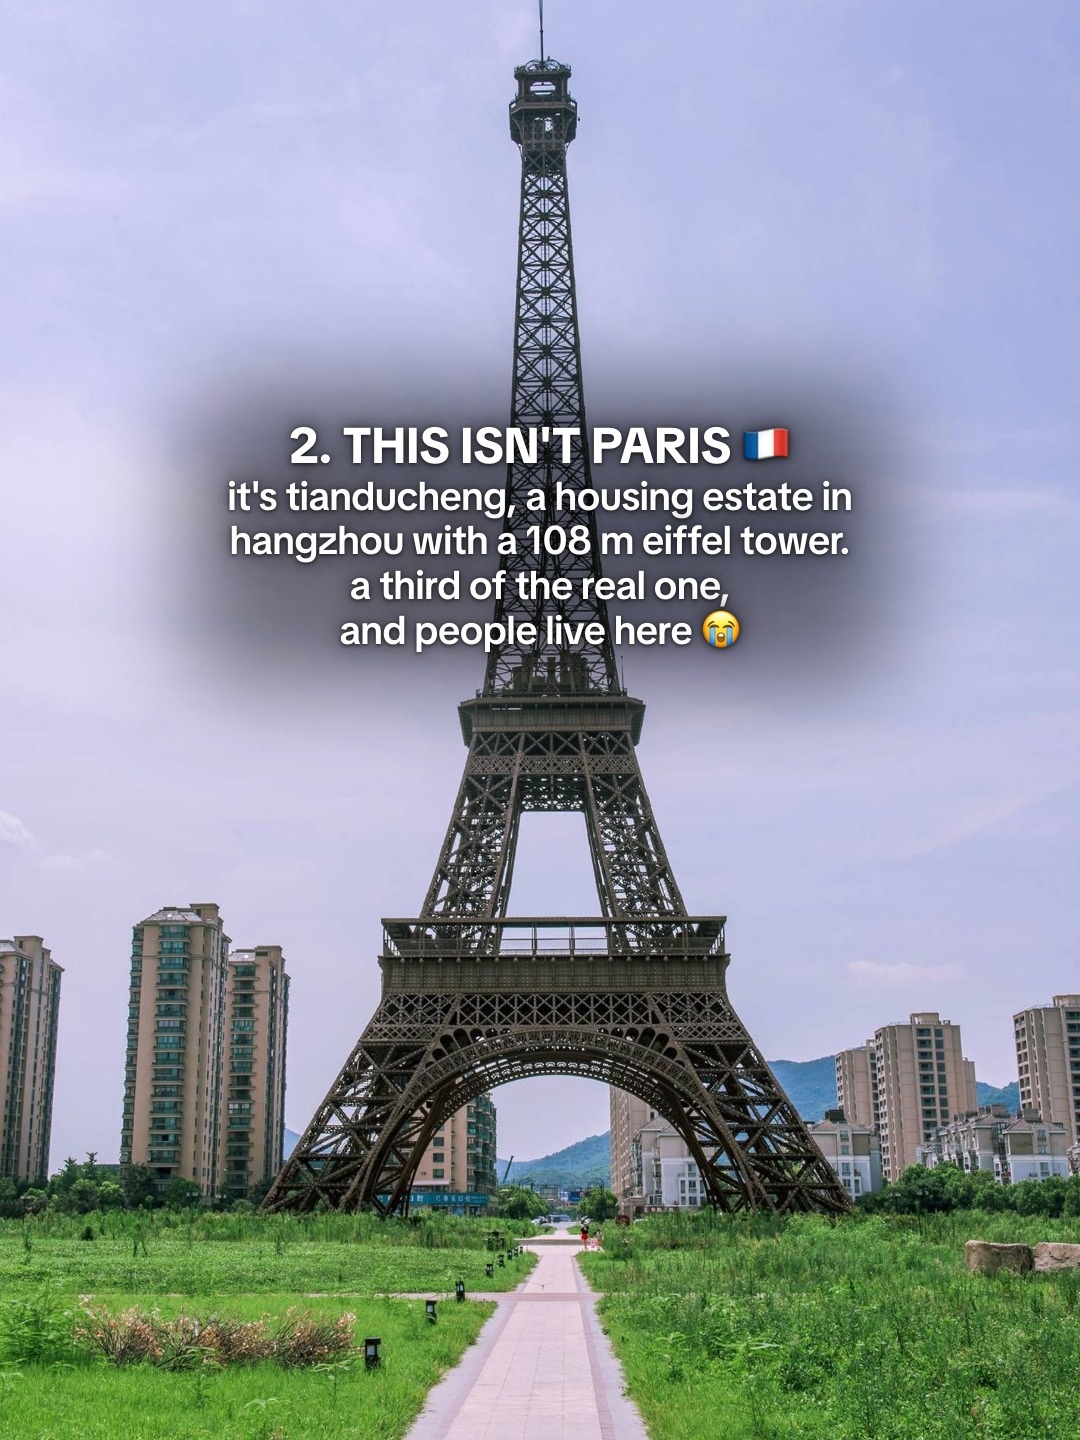 2. THIS ISN'T PARIS 🇫🇷
it's tianducheng, a housing estate in
hangzhou with a 108 m eiffel tower.
a third of the real one,
and people live here 😭